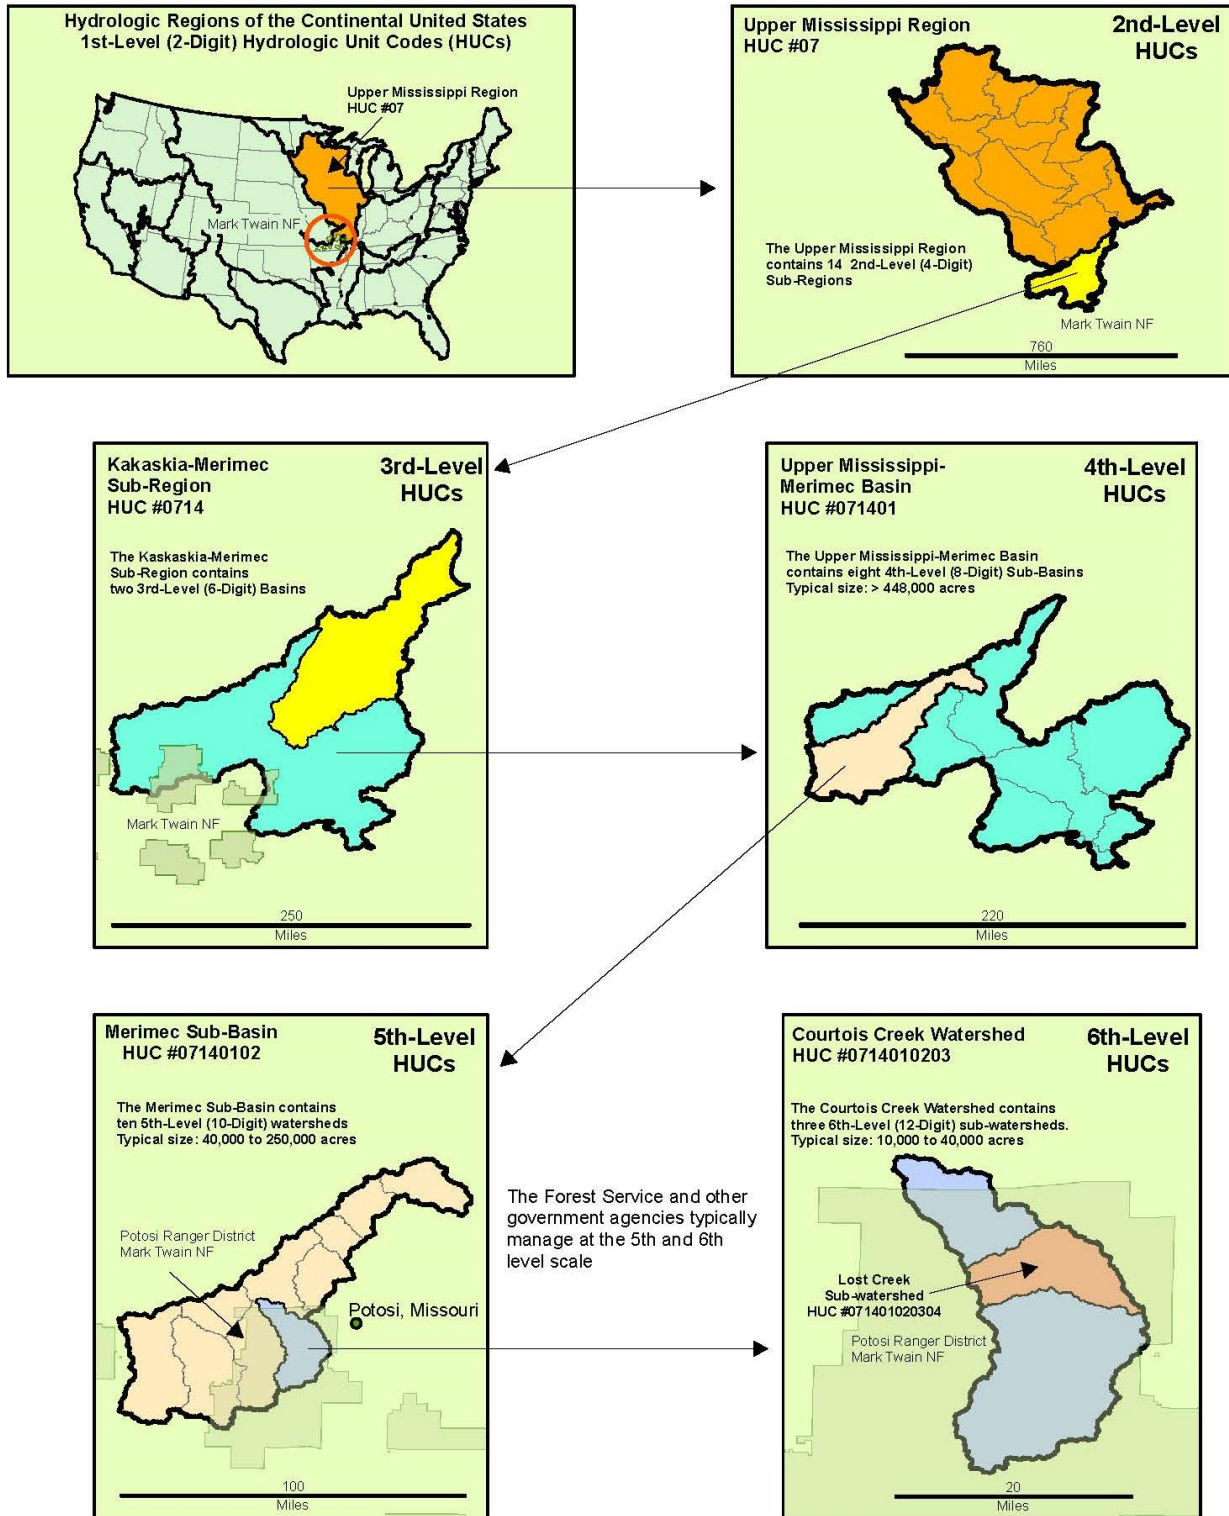 Hydrologic Regions of the Continental United States
1st-Level (2-Digit) Hydrologic Unit Codes (HUCs)
Upper Mississippi Region
HUC #07
Mark Twain NF
Upper Mississippi Region
HUC #07
2nd-Level
HUCs
The Upper Mississippi Region
contains 14 2nd-Level (4-Digit)
Sub-Regions
Mark Twain NF
760
Miles
Kakaskia-Merimec
Sub-Region
HUC #0714
3rd-Level
HUCs
The Kaskaskia-Merimec
Sub-Region contains
two 3rd-Level (6-Digit) Basins
Mark Twain NF
250
Miles
Upper Mississippi-
Merimec Basin
HUC #071401
4th-Level
HUCs
The Upper Mississippi-Merimec Basin
contains eight 4th-Level (8-Digit) Sub-Basins
Typical size: > 448,000 acres
220
Miles
Merimec Sub-Basin
HUC #07140102
5th-Level
HUCs
The Merimec Sub-Basin contains
ten 5th-Level (10-Digit) watersheds
Typical size: 40,000 to 250,000 acres
Potosi Ranger District
Mark Twain NF
Potosi, Missouri
100
Miles
The Forest Service and other
government agencies typically
manage at the 5th and 6th
level scale
Courtois Creek Watershed
HUC #0714010203
6th-Level
HUCs
The Courtois Creek Watershed contains
three 6th-Level (12-Digit) sub-watersheds.
Typical size: 10,000 to 40,000 acres
Lost Creek
Sub-watershed
HUC #071401020304
Potosi Ranger District
Mark Twain NF
20
Miles